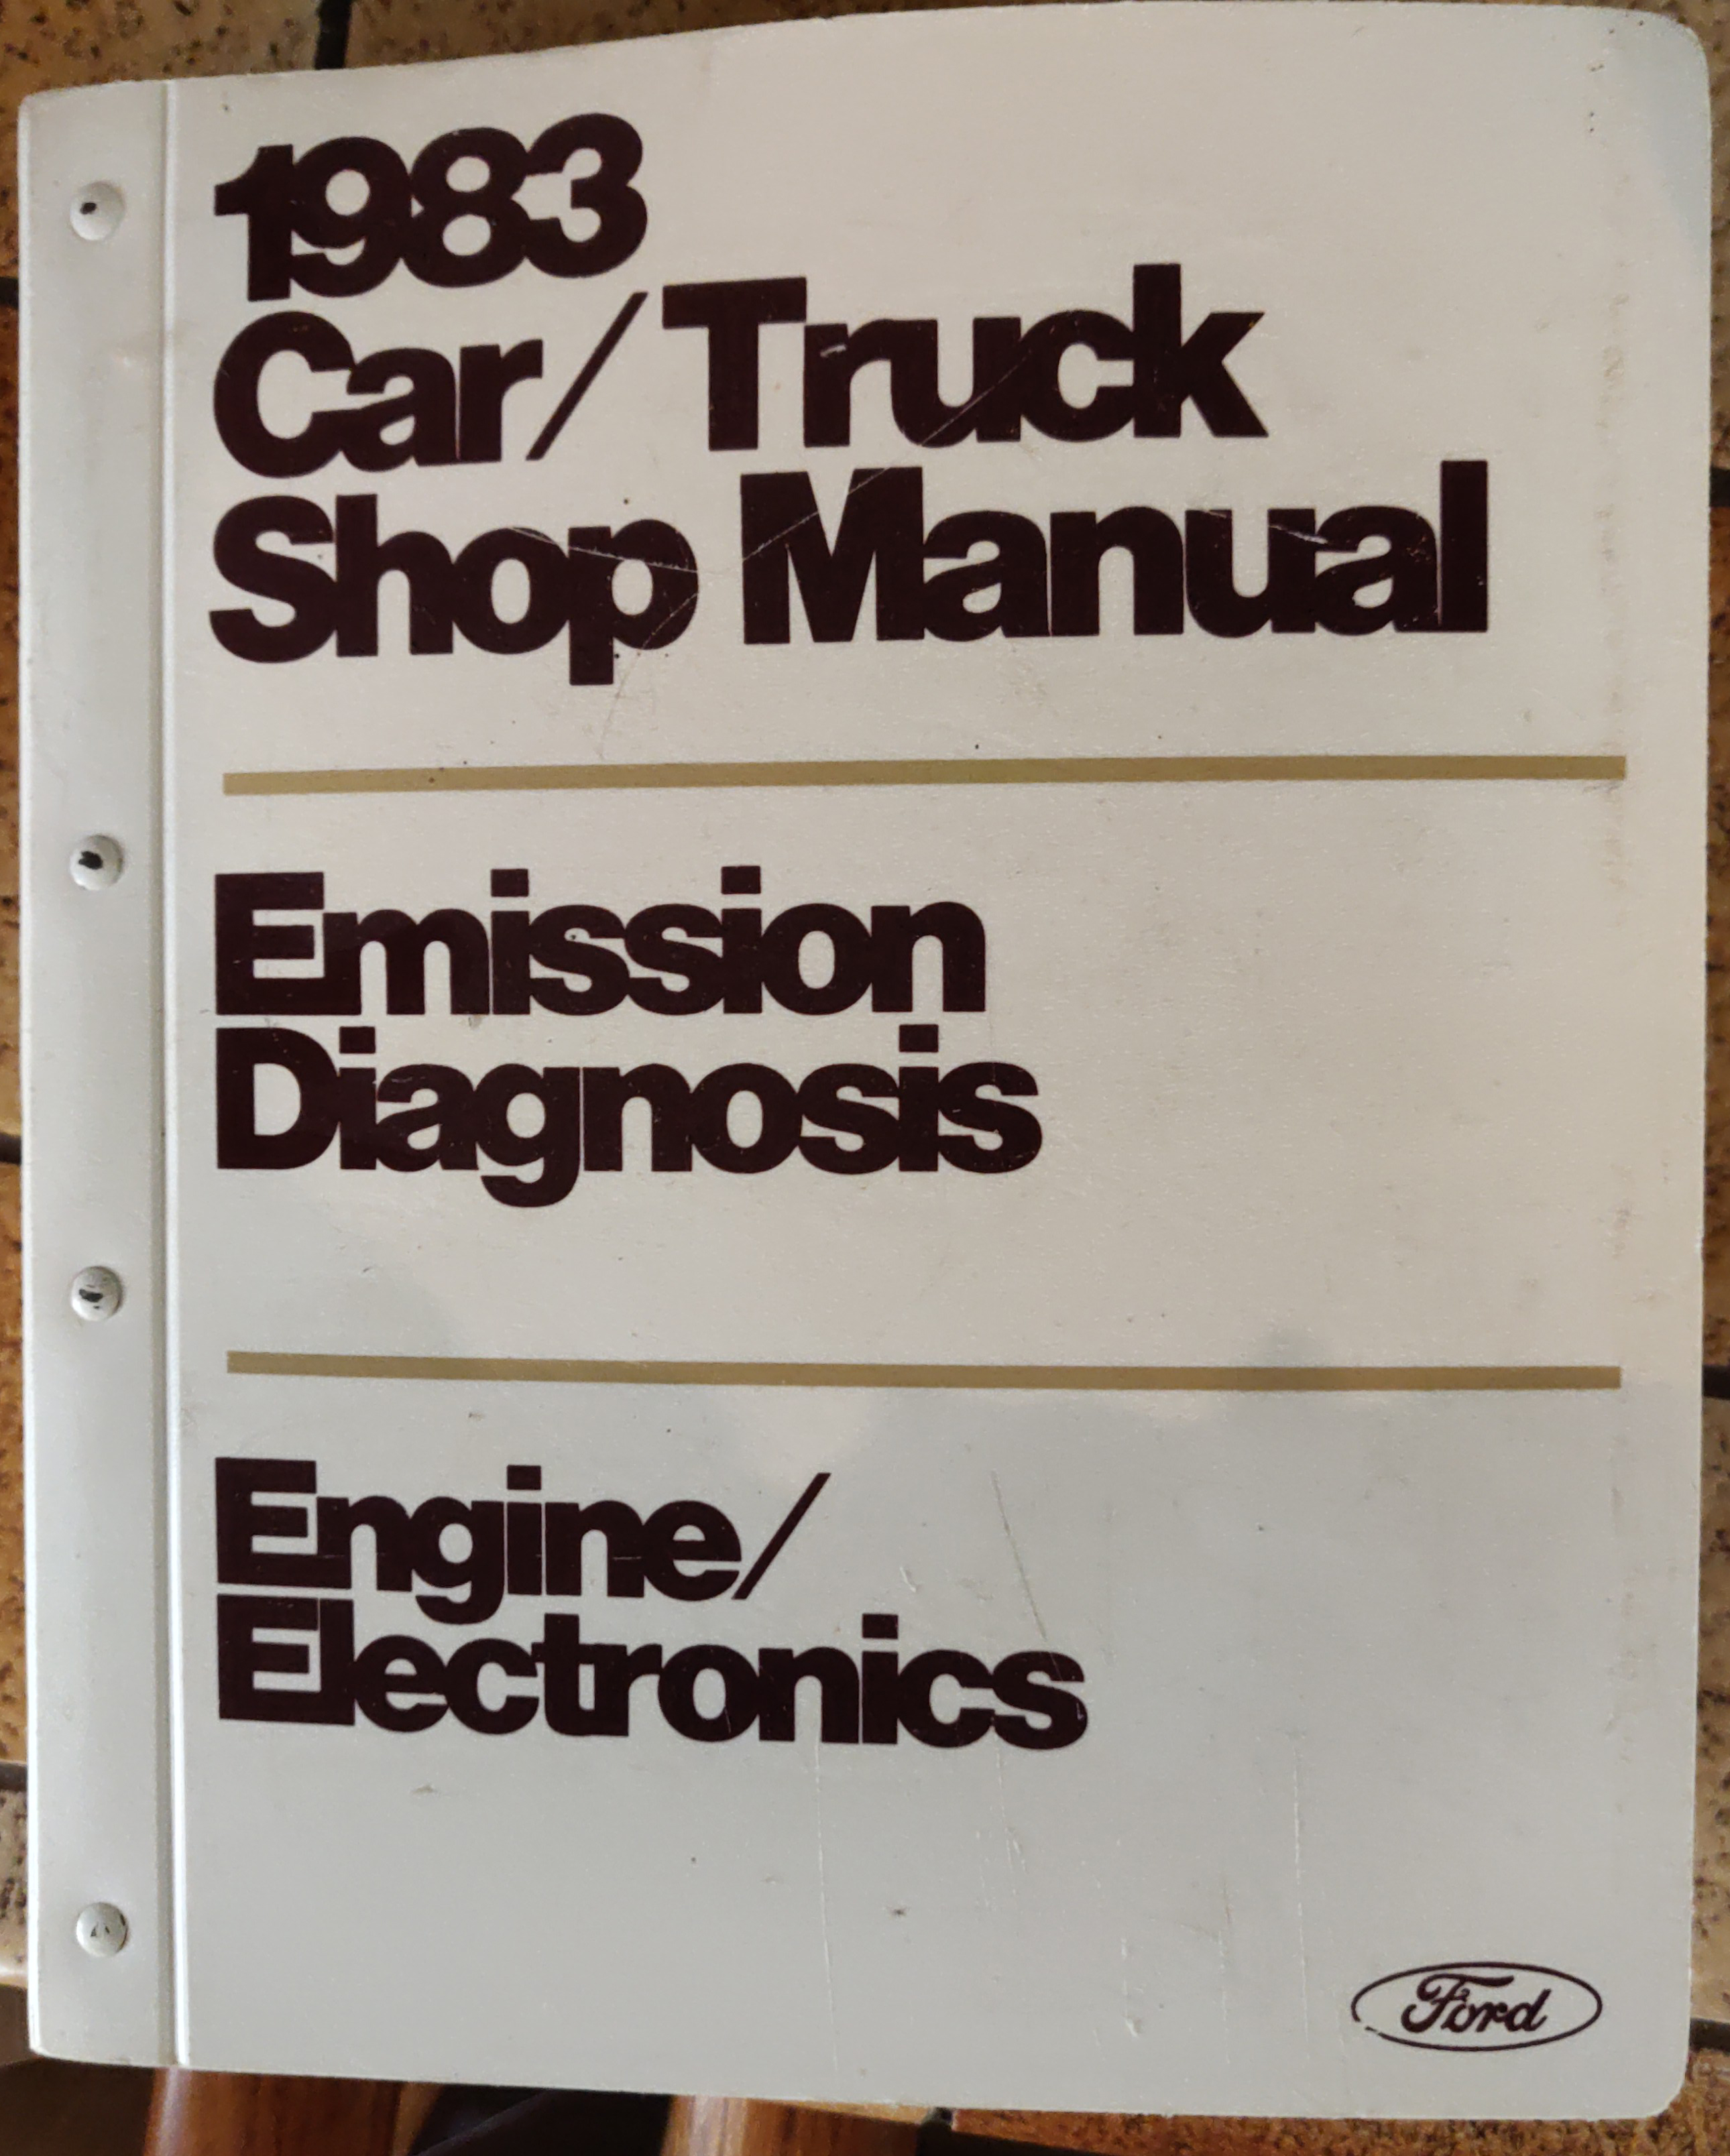 1983
Car/Truck
Shop Manual
Emission
Diagnosis
Engine/
Electronics
Ford